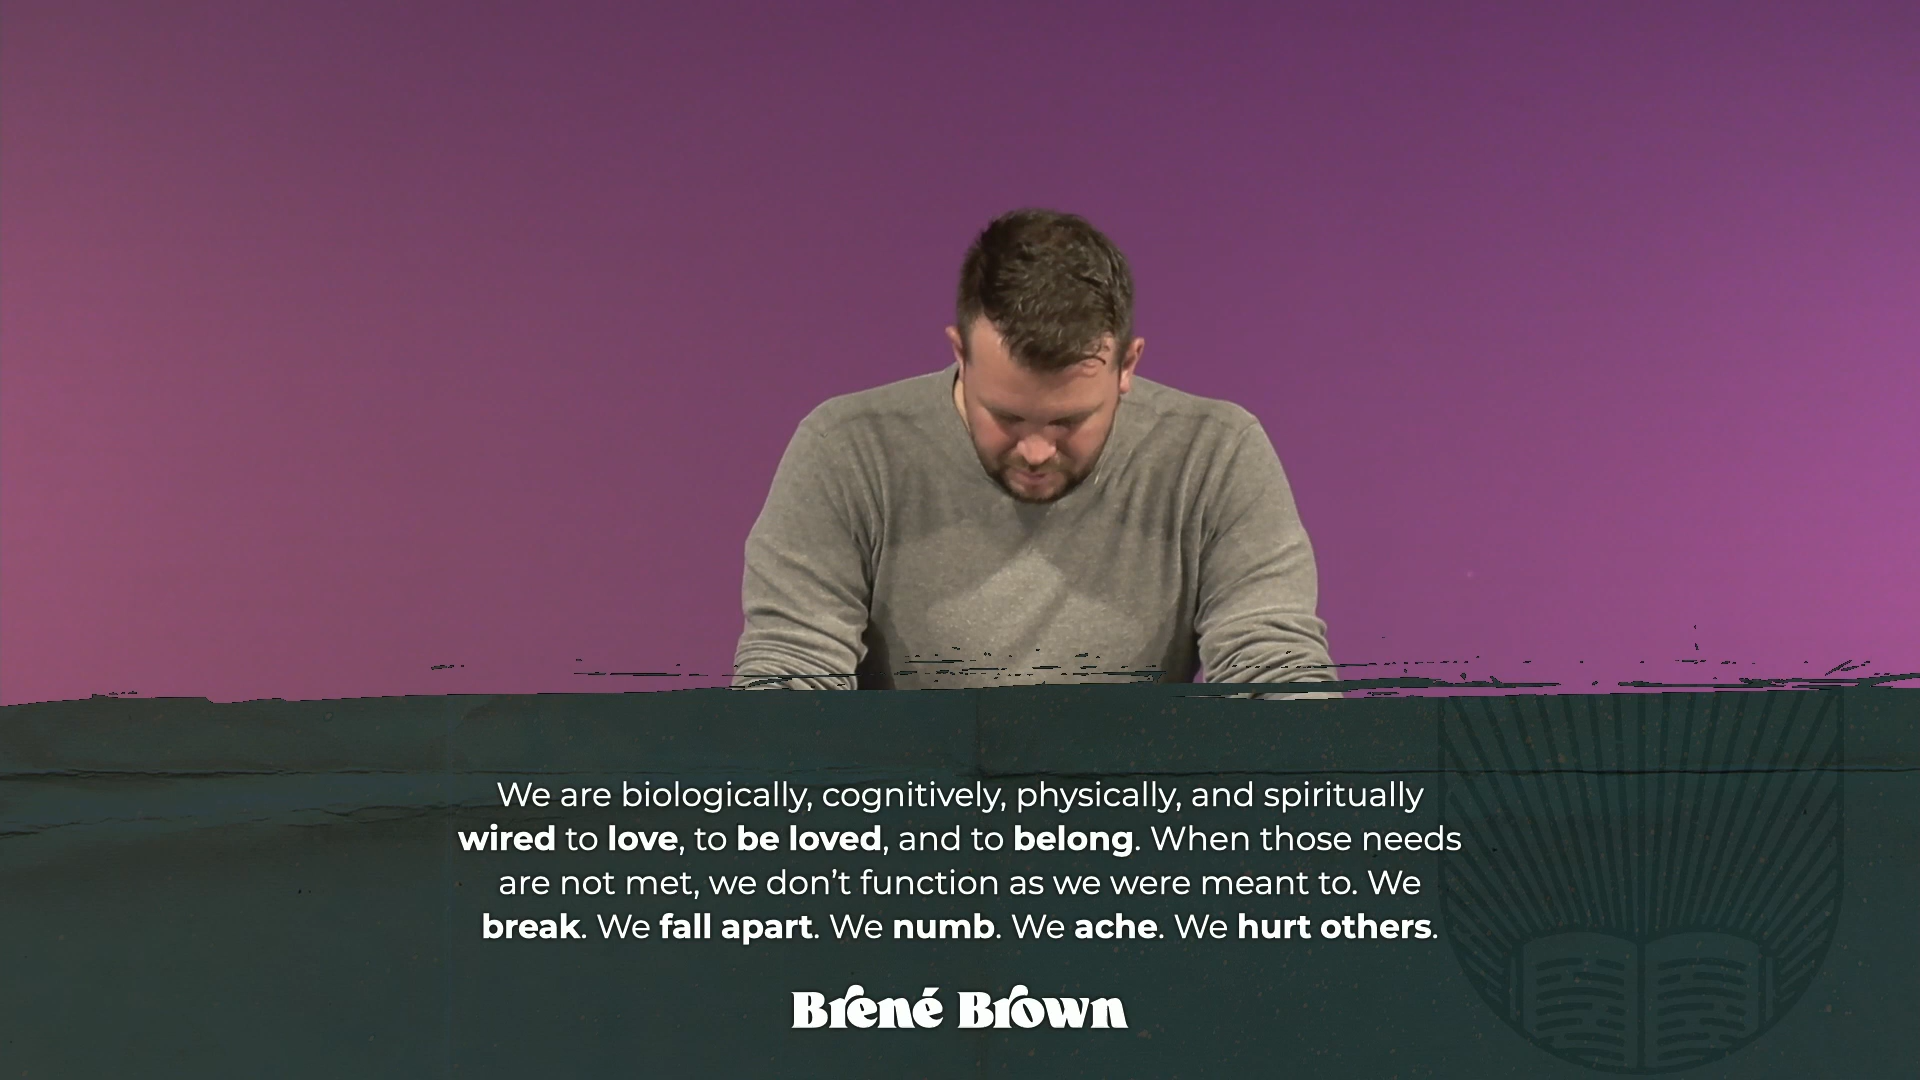 We are biologically, cognitively, physically, and spiritually
wired to love, to be loved, and to belong. When those needs
are not met, we don’t function as we were meant to. We
break. We fall apart. We numb. We ache. We hurt others.
Brené Brown